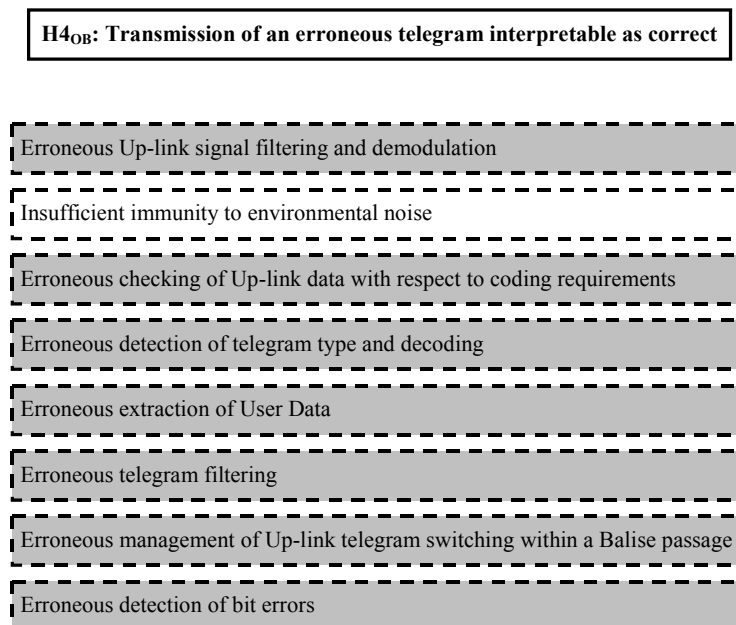 H4OB: Transmission of an erroneous telegram interpretable as correct
Erroneous Up-link signal filtering and demodulation
Insufficient immunity to environmental noise
Erroneous checking of Up-link data with respect to coding requirements
Erroneous detection of telegram type and decoding
Erroneous extraction of User Data
Erroneous telegram filtering
Erroneous management of Up-link telegram switching within a Balise passage
Erroneous detection of bit errors